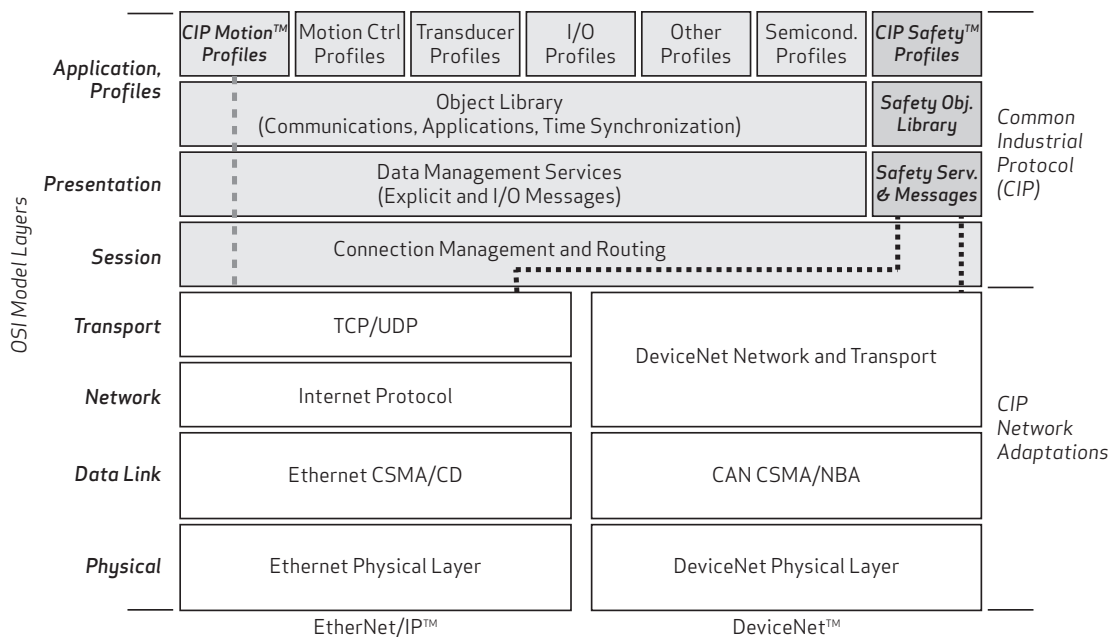 CIP Motion™
Profiles
Motion Ctrl
Profiles
Transducer
Profiles
I/O
Profiles
Other
Profiles
Semicond.
Profiles
CIP Safety™
Profiles
Application,
Profiles
Object Library
(Communications, Applications, Time Synchronization)
Safety Obj.
Library
Common
Industrial
Protocol
(CIP)
Presentation
Data Management Services
(Explicit and I/O Messages)
Safety Serv.
& Messages
OSI Model Layers
Session
Connection Management and Routing
Transport
TCP/UDP
DeviceNet Network and Transport
Network
Internet Protocol
CIP
Network
Adaptations
Data Link
Ethernet CSMA/CD
CAN CSMA/NBA
Physical
Ethernet Physical Layer
DeviceNet Physical Layer
EtherNet/IP™
DeviceNet™